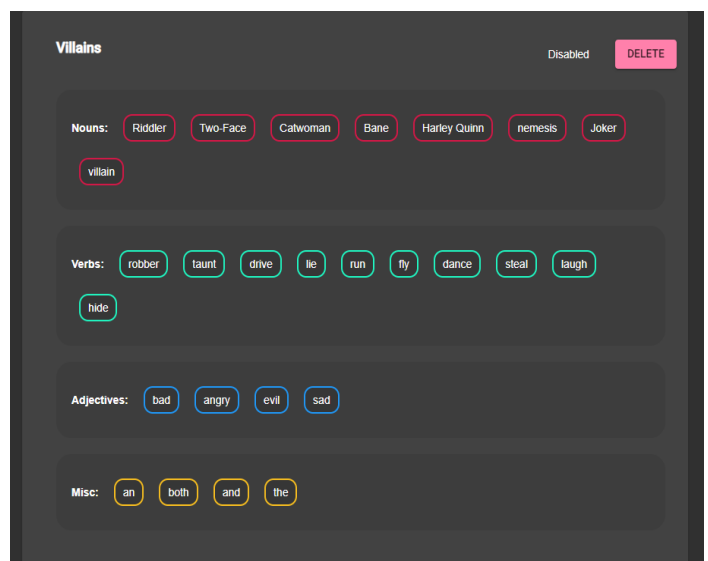 Villains
Disabled DELETE
Nouns: Riddler Two-Face Catwoman Bane Harley Quinn nemesis Joker
villain
Verbs: robber taunt drive lie run fly dance steal laugh
hide
Adjectives: bad angry evil sad
Misc: an both and the